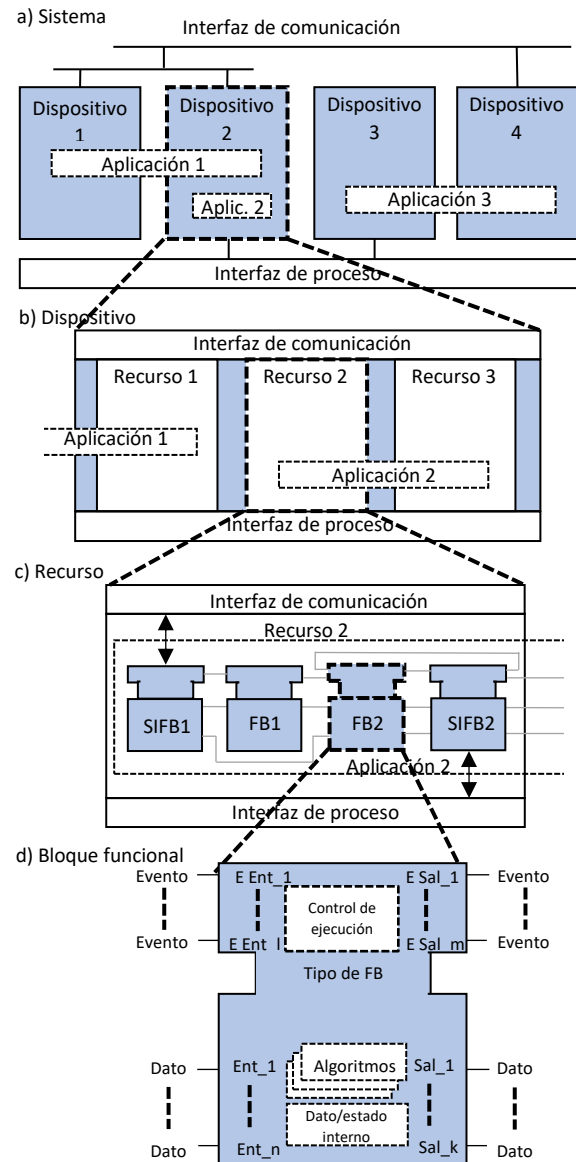 a) Sistema
Interfaz de comunicación
Dispositivo
1
Dispositivo
2
Dispositivo
3
Dispositivo
4
Aplicación 1
Aplic. 2
Aplicación 3
Interfaz de proceso
b) Dispositivo
Interfaz de comunicación
Recurso 1
Recurso 2
Recurso 3
Aplicación 1
Aplicación 2
Interfaz de proceso
c) Recurso
Interfaz de comunicación
Recurso 2
SIFB1
FB1
FB2
SIFB2
Aplicación 2
Interfaz de proceso
d) Bloque funcional
Evento
E Ent_1
E Sal_1
Evento
Control de
ejecución
Evento
E Ent_l
E Sal_m
Evento
Tipo de FB
Dato
Ent_1
Algoritmos
Sal_1
Dato
Dato/estado
interno
Dato
Ent_n
Sal_k
Dato